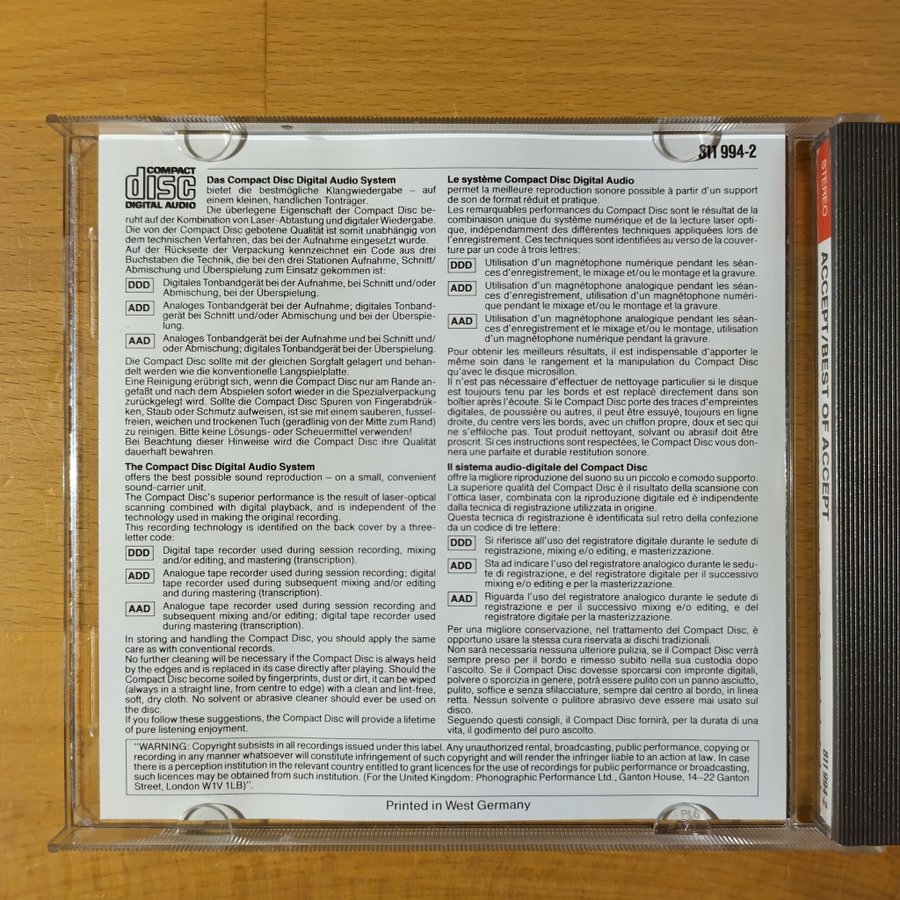 811 994-2
COMPACT
disc
DIGITAL AUDIO
Das Compact Disc Digital Audio System
bietet die bestmögliche Klangwiedergabe – auf
einem kleinen, handlichen Tonträger.
Die überlegene Eigenschaft der Compact Disc be-
ruht auf der Kombination von Laser-Abtastung und digitaler Wiedergabe.
Die von der Compact Disc gebotene Qualität ist somit unabhängig von
dem technischen Verfahren, das bei der Aufnahme eingesetzt wurde.
Auf der Rückseite der Verpackung kennzeichnet ein Code aus drei
Buchstaben die Technik, die bei den drei Stationen Aufnahme, Schnitt/
Abmischung und Überspielung zum Einsatz gekommen ist:
DDD Digitales Tonbandgerät bei der Aufnahme, bei Schnitt und/oder
Abmischung, bei der Überspielung.
ADD Analoges Tonbandgerät bei der Aufnahme; digitales Tonband-
gerät bei Schnitt und/oder Abmischung und bei der Überspie-
lung.
AAD Analoges Tonbandgerät bei der Aufnahme und bei Schnitt und/
oder Abmischung; digitales Tonbandgerät bei der Überspielung.
Die Compact Disc sollte mit der gleichen Sorgfalt gelagert und behan-
delt werden wie die konventionelle Langspielplatte.
Eine Reinigung erübrigt sich, wenn die Compact Disc nur am Rande an-
gefaßt und nach dem Abspielen sofort wieder in die Spezialverpackung
zurückgelegt wird. Sollte die Compact Disc Spuren von Fingerabdrük-
ken, Staub oder Schmutz aufweisen, ist sie mit einem sauberen, fussel-
freien, weichen und trockenen Tuch (geradlinig von der Mitte zum Rand)
zu reinigen. Bitte keine Lösungs- oder Scheuermittel verwenden!
Bei Beachtung dieser Hinweise wird die Compact Disc ihre Qualität
dauerhaft bewahren.
The Compact Disc Digital Audio System
offers the best possible sound reproduction – on a small, convenient
sound-carrier unit.
The Compact Disc's superior performance is the result of laser-optical
scanning combined with digital playback, and is independent of the
technology used in making the original recording.
This recording technology is identified on the back cover by a three-
letter code:
DDD Digital tape recorder used during session recording, mixing
and/or editing, and mastering (transcription).
ADD Analogue tape recorder used during session recording; digital
tape recorder used during subsequent mixing and/or editing
and during mastering (transcription).
AAD Analogue tape recorder used during session recording and
subsequent mixing and/or editing; digital tape recorder used
during mastering (transcription).
In storing and handling the Compact Disc, you should apply the same
care as with conventional records.
No further cleaning will be necessary if the Compact Disc is always held
by the edges and is replaced in its case directly after playing. Should the
Compact Disc become soiled by fingerprints, dust or dirt, it can be wiped
(always in a straight line, from centre to edge) with a clean and lint-free,
soft, dry cloth. No solvent or abrasive cleaner should ever be used on
the disc.
If you follow these suggestions, the Compact Disc will provide a lifetime
of pure listening enjoyment.
Le système Compact Disc Digital Audio
permet la meilleure reproduction sonore possible à partir d'un support
de son de format réduit et pratique.
Les remarquables performances du Compact Disc sont le résultat de la
combinaison unique du système numérique et de la lecture laser opti-
que, indépendamment des différentes techniques appliquées lors de
l'enregistrement. Ces techniques sont identifiées au verso de la couver-
ture par un code à trois lettres:
DDD Utilisation d'un magnétophone numérique pendant les séan-
ces d'enregistrement, le mixage et/ou le montage et la gravure.
ADD Utilisation d'un magnétophone analogique pendant les séan-
ces d'enregistrement, utilisation d'un magnétophone numéri-
que pendant le mixage et/ou le montage et la gravure.
AAD Utilisation d'un magnétophone analogique pendant les séan-
ces d'enregistrement et le mixage et/ou le montage, utilisation
d'un magnétophone numérique pendant la gravure.
Pour obtenir les meilleurs résultats, il est indispensable d'apporter le
même soin dans le rangement et la manipulation du Compact Disc
qu'avec le disque microsillon.
Il n'est pas nécessaire d'effectuer de nettoyage particulier si le disque
est toujours tenu par les bords et est replacé directement dans son
boîtier après l'écoute. Si le Compact Disc porte des traces d'empreintes
digitales, de poussière ou autres, il peut être essuyé, toujours en ligne
droite, du centre vers les bords, avec un chiffon propre, doux et sec qui
ne s'effiloche pas. Tout produit nettoyant, solvant ou abrasif doit être
proscrit. Si ces instructions sont respectées, le Compact Disc vous don-
nera une parfaite et durable restitution sonore.
Il sistema audio-digitale del Compact Disc
offre la migliore riproduzione del suono su un piccolo e comodo supporto.
La superiore qualità del Compact Disc è il risultato della scansione con
l'ottica laser, combinata con la riproduzione digitale ed è indipendente
dalla tecnica di registrazione utilizzata in origine.
Questa tecnica di registrazione è identificata sul retro della confezione
da un codice di tre lettere:
DDD Si riferisce all'uso del registratore digitale durante le sedute di
registrazione, mixing e/o editing, e masterizzazione.
ADD Sta ad indicare l'uso del registratore analogico durante le sedu-
te di registrazione, e del registratore digitale per il successivo
mixing e/o editing e per la masterizzazione.
AAD Riguarda l'uso del registratore analogico durante le sedute di
registrazione e per il successivo mixing e/o editing, e del
registratore digitale per la masterizzazione.
Per una migliore conservazione, nel trattamento del Compact Disc, è
opportuno usare la stessa cura riservata ai dischi tradizionali.
Non sarà necessaria nessuna ulteriore pulizia, se il Compact Disc verrà
sempre preso per il bordo e rimesso subito nella sua custodia dopo
l'ascolto. Se il Compact Disc dovesse sporcarsi con impronte digitali,
polvere o sporcizia in genere, potrà essere pulito con un panno asciutto,
pulito, soffice e senza sfilacciature, sempre dal centro al bordo, in linea
retta. Nessun solvente o pulitore abrasivo deve essere mai usato sul
disco.
Seguendo questi consigli, il Compact Disc fornirà, per la durata di una
vita, il godimento del puro ascolto.
"WARNING: Copyright subsists in all recordings issued under this label. Any unauthorized rental, broadcasting, public performance, copying or
recording in any manner whatsoever will constitute infringement of such copyright and will render the infringer liable to an action at law. In case
there is a perception institution in the relevant country entitled to grant licences for the use of recordings for public performance or broadcasting,
such licences may be obtained from such institution. (For the United Kingdom: Phonographic Performance Ltd., Ganton House, 14–22 Ganton
Street, London W1V 1LB)".
Printed in West Germany
STEREO
ACCEPT/BEST OF ACCEPT
811 994-2